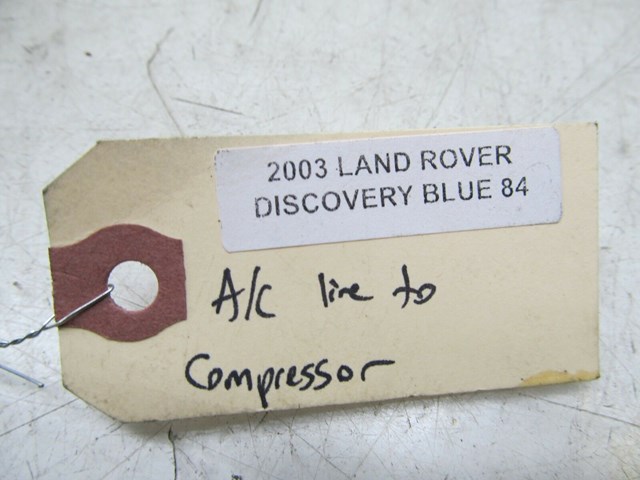 2003 LAND ROVER
DISCOVERY BLUE 84
A/C line to
Compressor